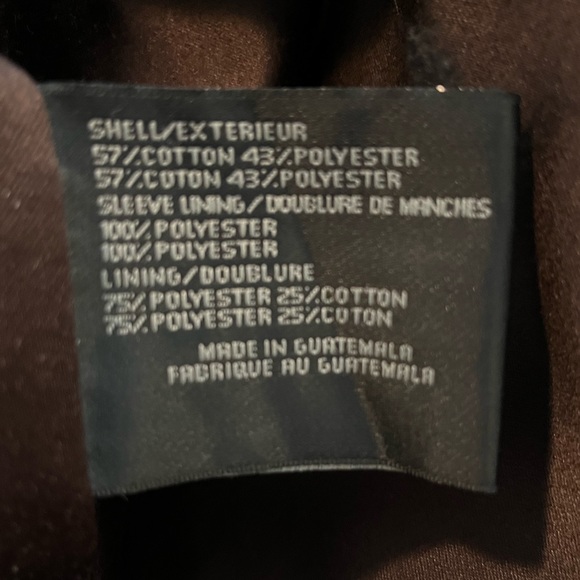 SHELL/EXTERIEUR
57%COTTON 43%POLYESTER
57%COTON 43%POLYESTER
SLEEVE LINING/DOUBLURE DE MANCHES
100%POLYESTER
100%POLYESTER
LINING/DOUBLURE
75%POLYESTER 25%COTTON
75%POLYESTER 25%COTON
MADE IN GUATEMALA
FABRIQUE AU GUATEMALA